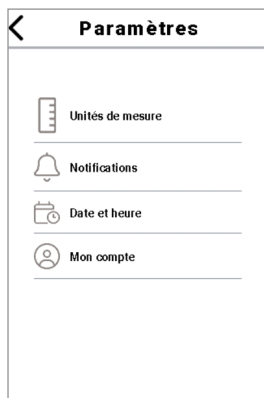 Paramètres
Unités de mesure
Notifications
Date et heure
Mon compte